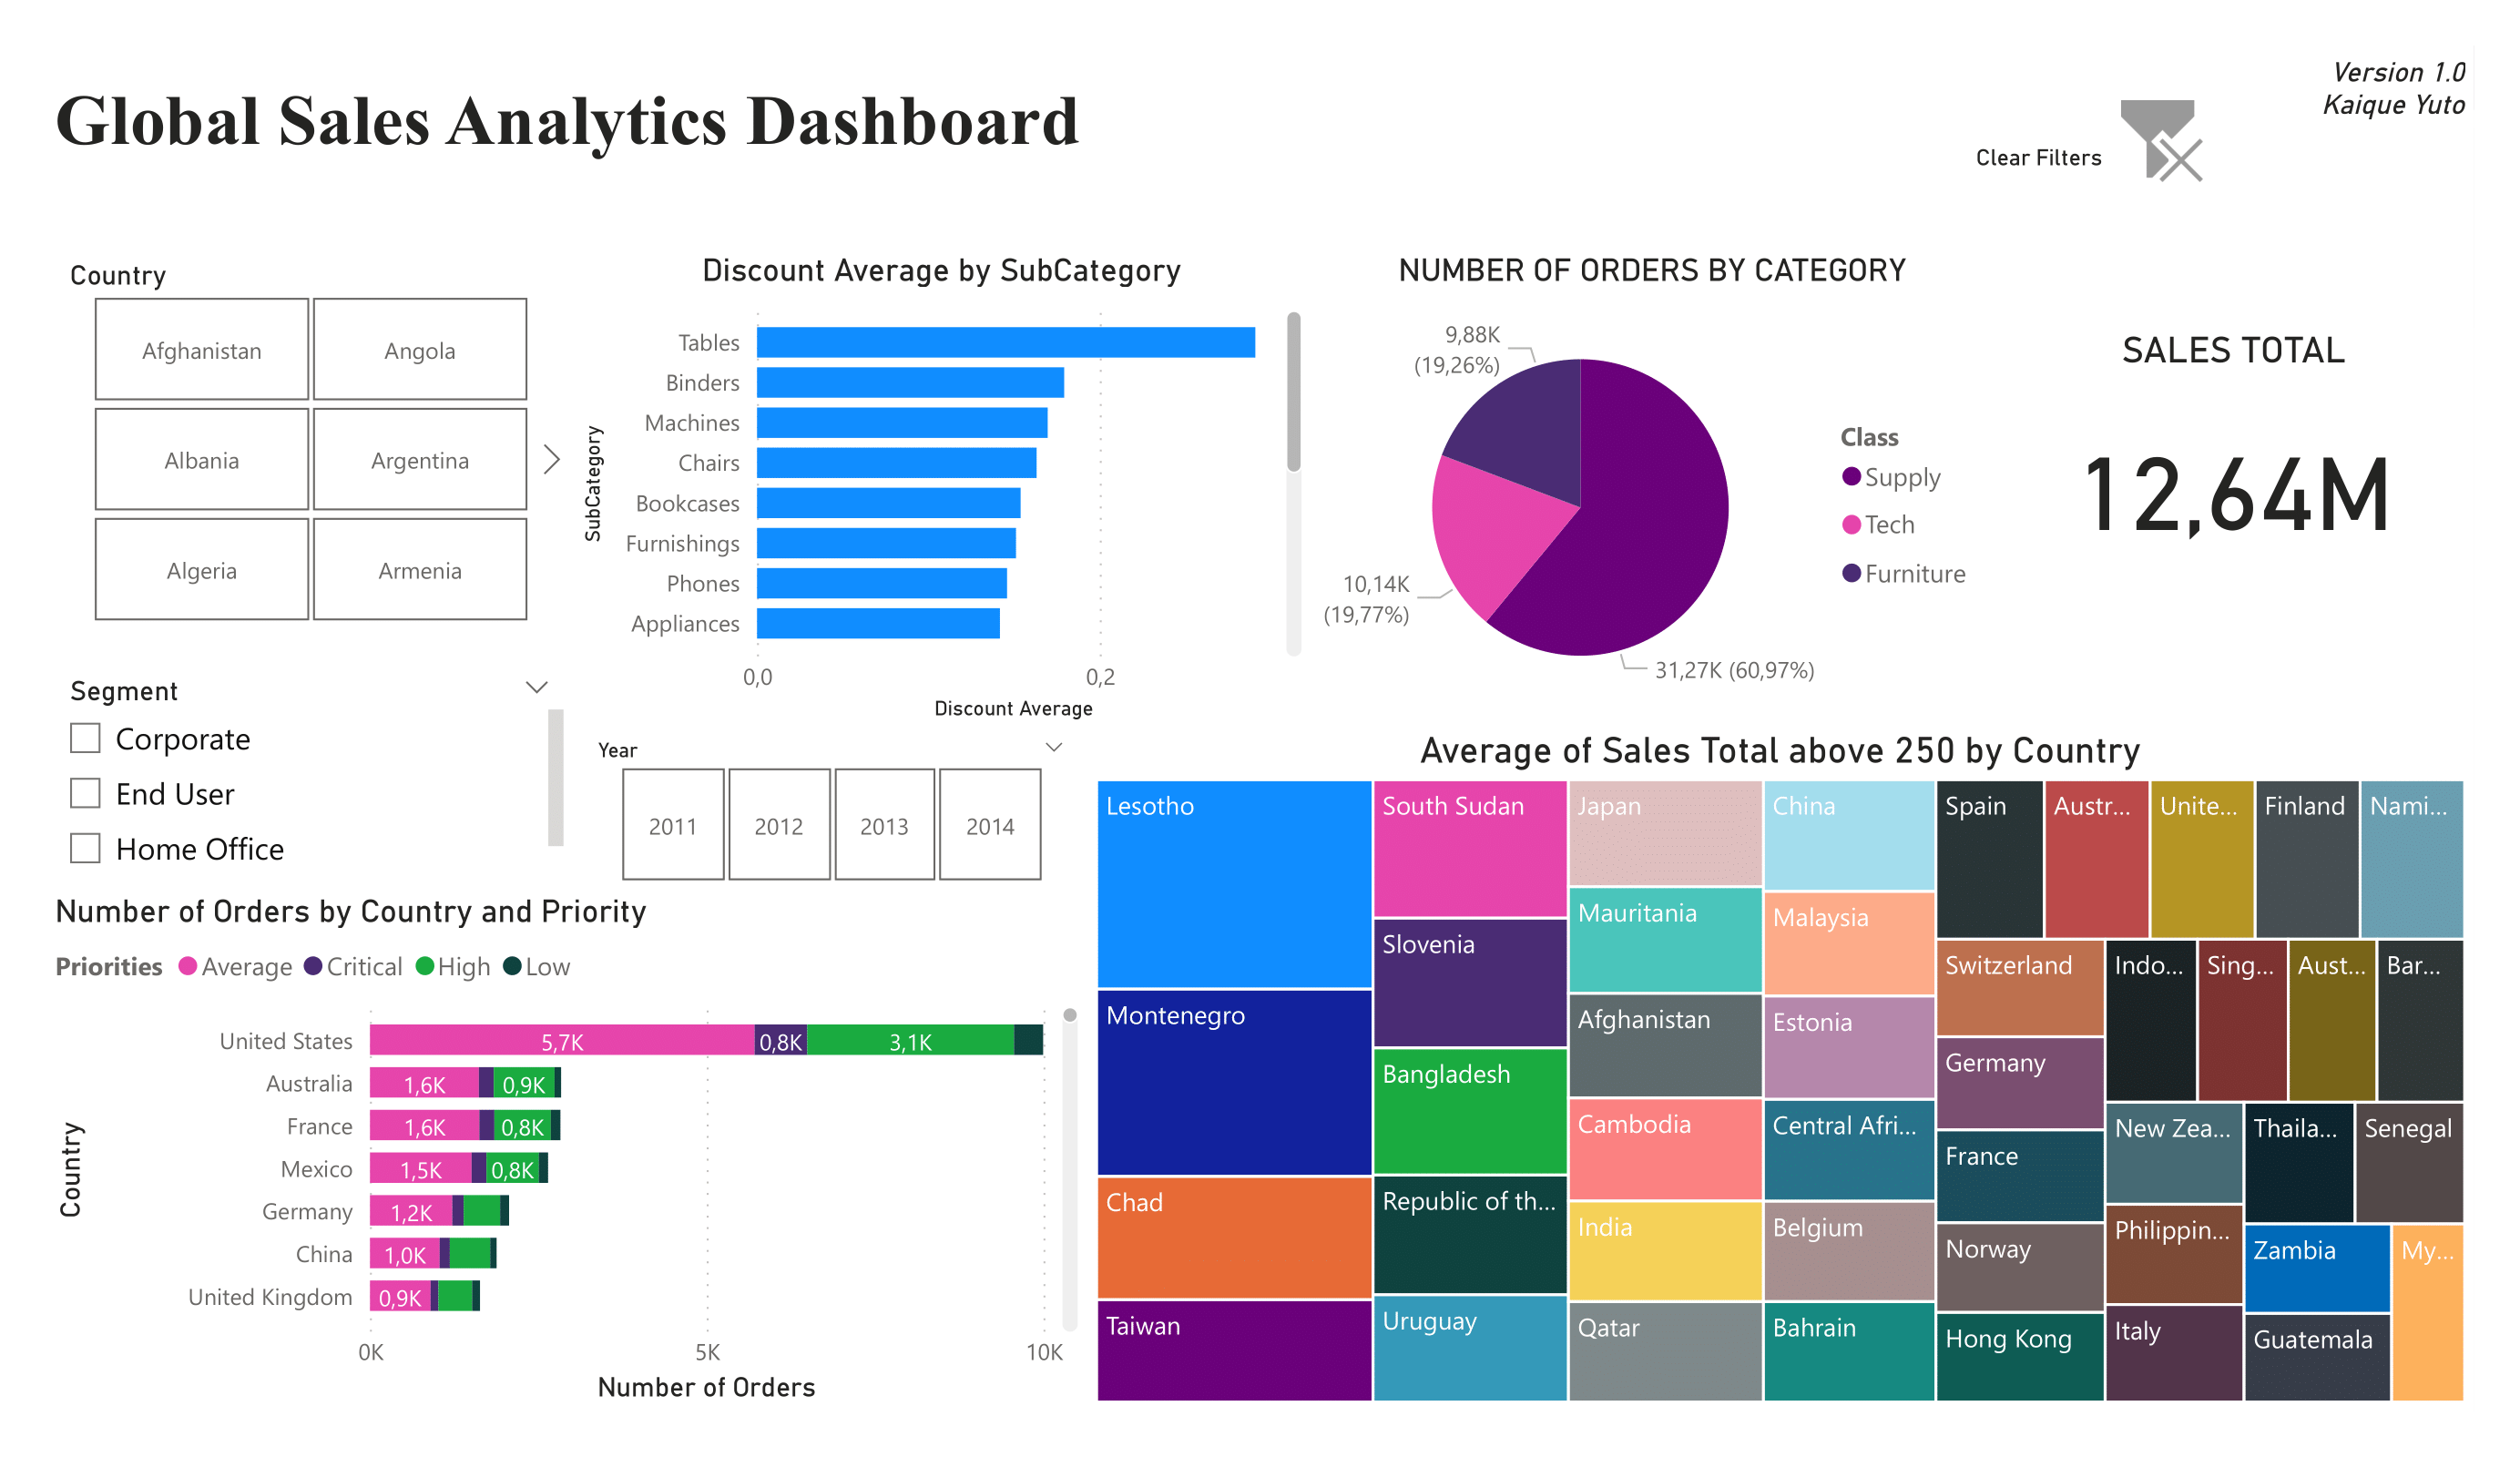 Version 1.0
Kaique Yuto
Global Sales Analytics Dashboard
Clear Filters
Country
Afghanistan
Angola
Albania
Argentina
Algeria
Armenia
Discount Average by SubCategory
SubCategory
Tables
Binders
Machines
Chairs
Bookcases
Furnishings
Phones
Appliances
0,0
0,2
Discount Average
NUMBER OF ORDERS BY CATEGORY
9,88K
(19,26%)
10,14K
(19,77%)
31,27K (60,97%)
Class
Supply
Tech
Furniture
SALES TOTAL
12,64M
Segment
Corporate
End User
Home Office
Year
2011
2012
2013
2014
Number of Orders by Country and Priority
Priorities
Average
Critical
High
Low
Country
United States
5,7K
0,8K
3,1K
Australia
1,6K
0,9K
France
1,6K
0,8K
Mexico
1,5K
0,8K
Germany
1,2K
China
1,0K
United Kingdom
0,9K
0K
5K
10K
Number of Orders
Average of Sales Total above 250 by Country
Lesotho
Montenegro
Chad
Taiwan
South Sudan
Slovenia
Bangladesh
Republic of th...
Uruguay
Japan
Mauritania
Afghanistan
Cambodia
India
Qatar
China
Malaysia
Estonia
Central Afri...
Belgium
Bahrain
Spain
Austr...
Unite...
Finland
Nami...
Switzerland
Germany
France
Norway
Hong Kong
Indo...
Sing...
Aust...
Bar...
New Zea...
Philippin...
Italy
Thaila...
Senegal
Zambia
Guatemala
My...